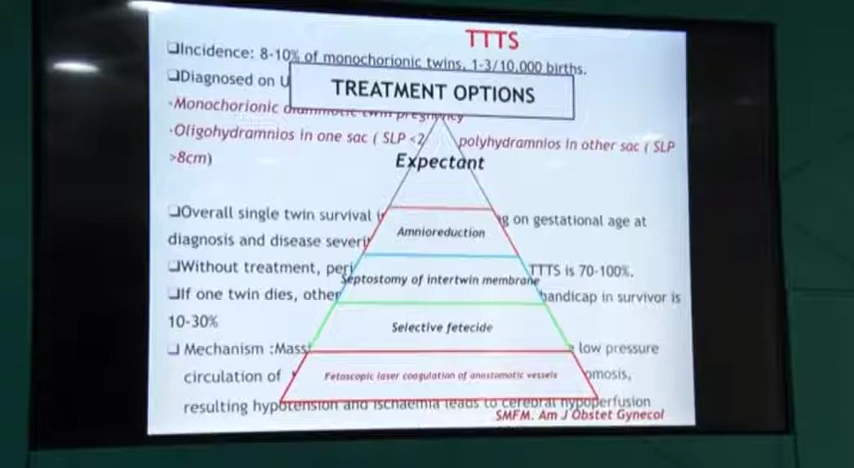 TTTS
❑Incidence: 8-10% of monochorionic twins, 1-3/10,000 births.
❑Diagnosed on U
TREATMENT OPTIONS
·Monochorionic diamniotic twin pregnancy
·Oligohydramnios in one sac ( SLP <2 polyhydramnios in other sac ( SLP
>8cm)
Expectant
❑Overall single twin survival on gestational age at
Amnioreduction
diagnosis and disease
❑Without treatment, TTTS is 70-100%.
Septostomy of intertwin membrane
❑If one twin dies, other handicap in survivor is
10-30%
Selective fetecide
❑ Mechanism : low pressure
circulation of
Fetoscopic laser coagulation of anastomotic vessels
resulting hypotension and ischaemia leads to cerebral hypoperfusion
SMFM. Am J Obstet Gynecol